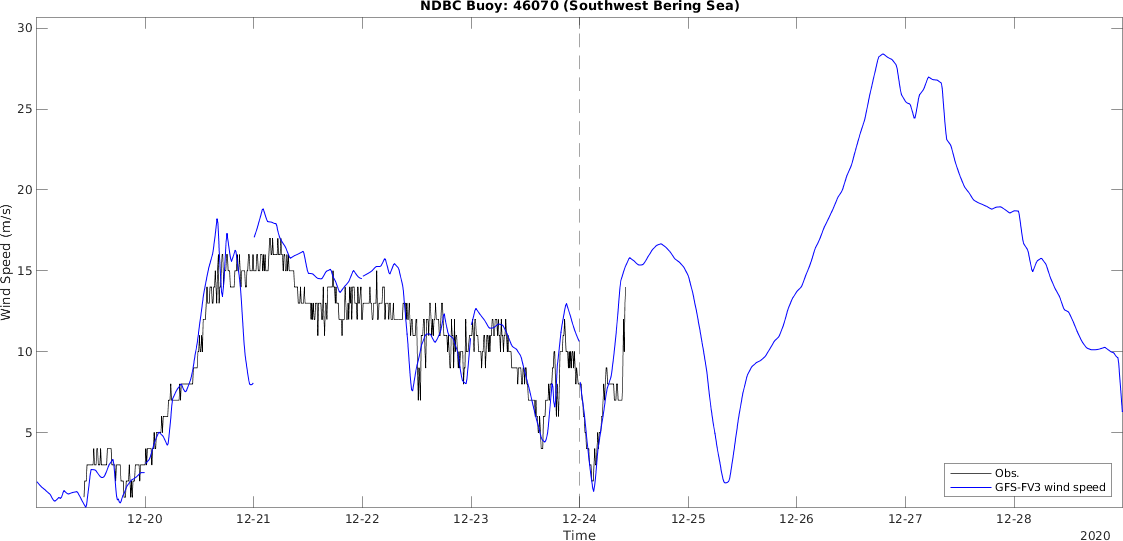 NDBC Buoy: 46070 (Southwest Bering Sea)
30
25
20
15
10
5
Wind Speed (m/s)
12-20 12-21 12-22 12-23 12-24 12-25 12-26 12-27 12-28
Time
2020
Obs.
GFS-FV3 wind speed